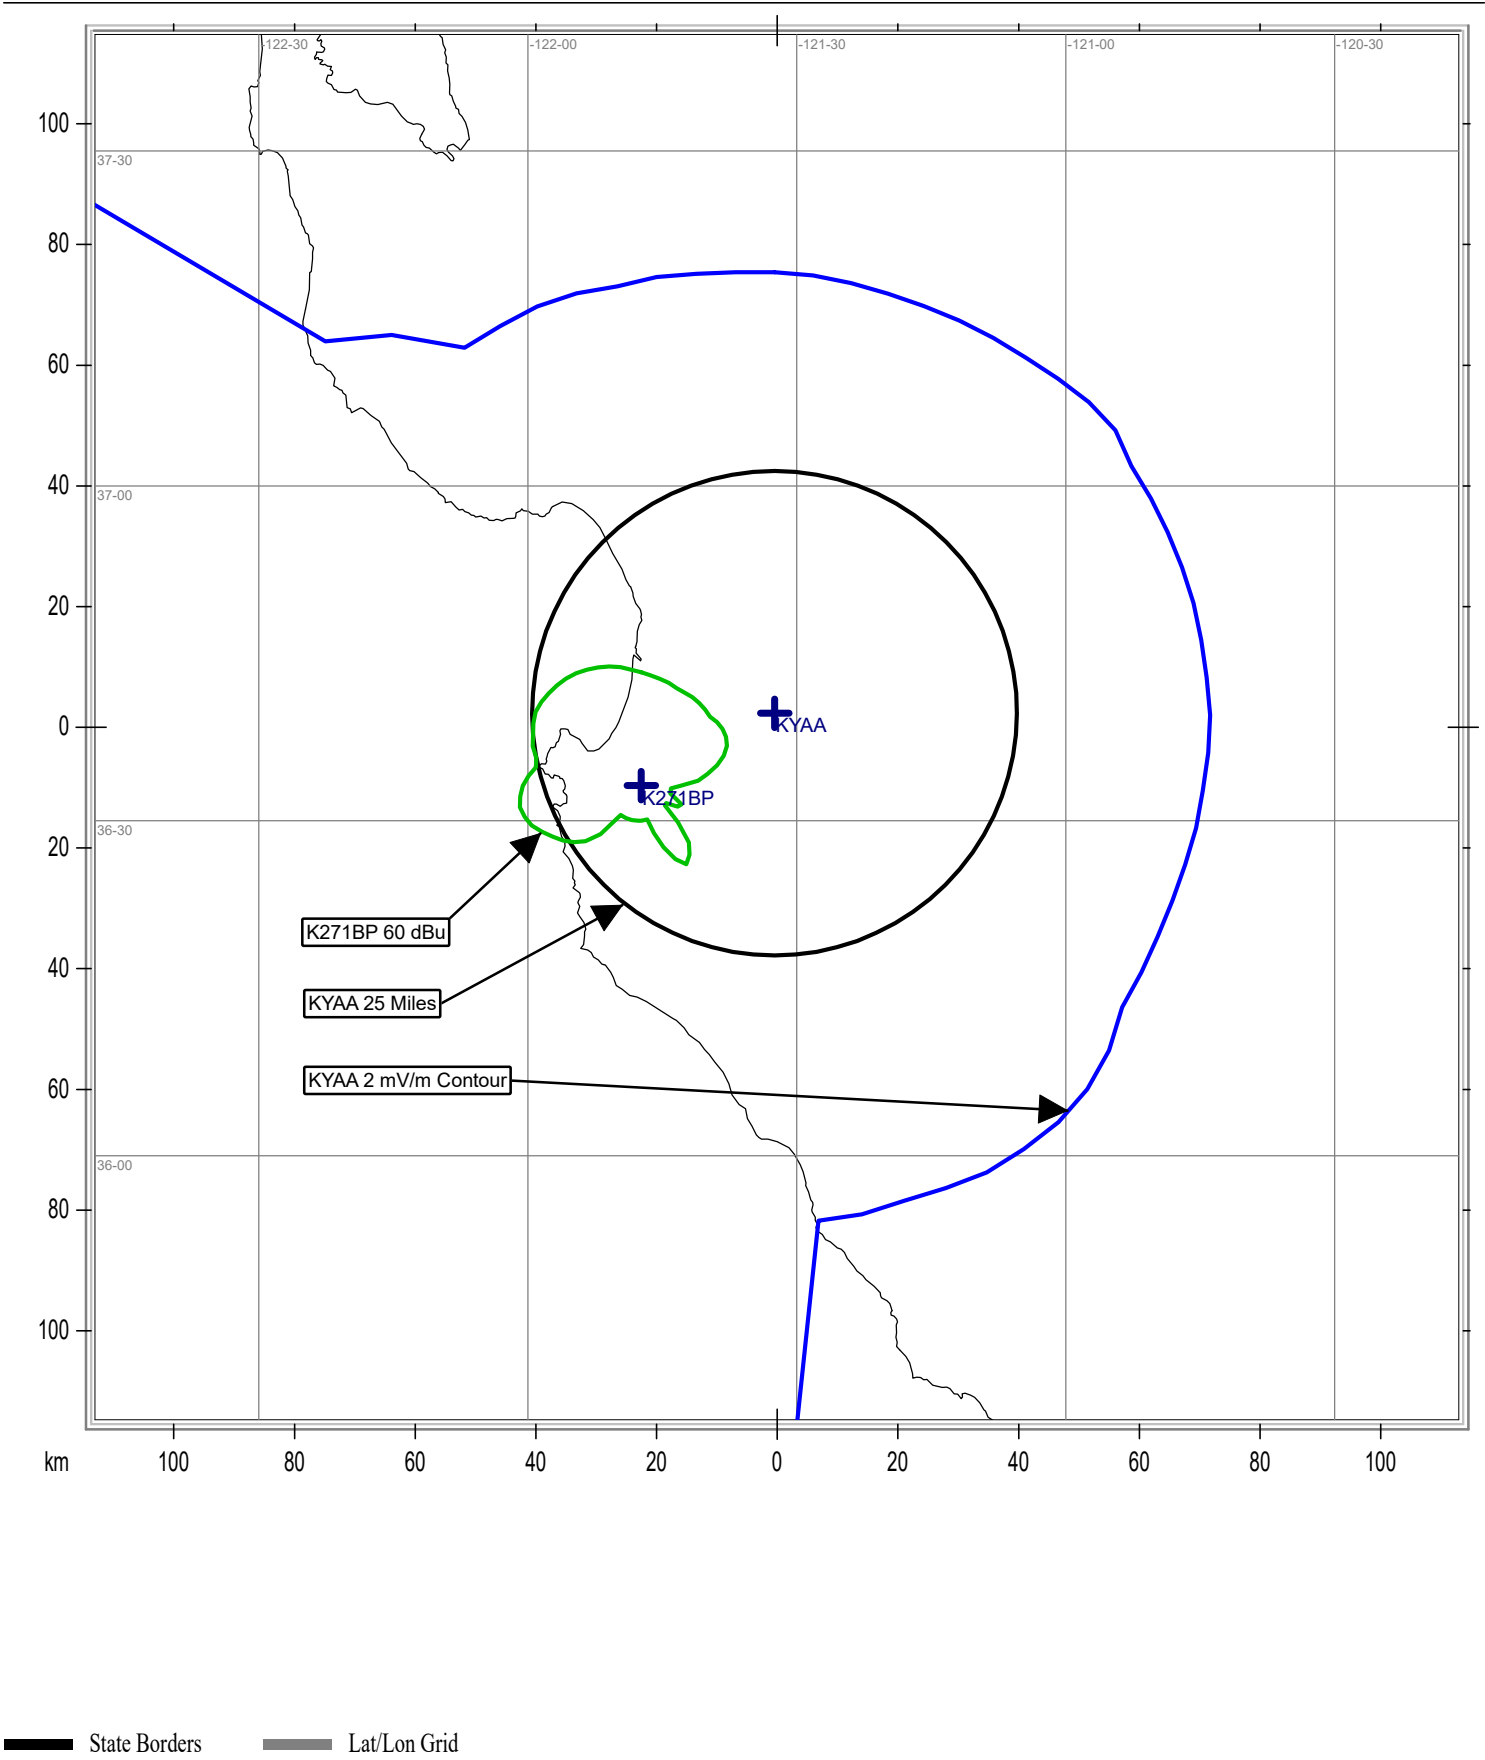 -122-30 -122-00 -121-30 -121-00 -120-30
100
37-30
80
60
40
37-00
20
0
KYAA
K271BP
36-30
20
K271BP 60 dBu
40
KYAA 25 Miles
60
KYAA 2 mV/m Contour
36-00
80
100
km 100 80 60 40 20 0 20 40 60 80 100
State Borders Lat/Lon Grid